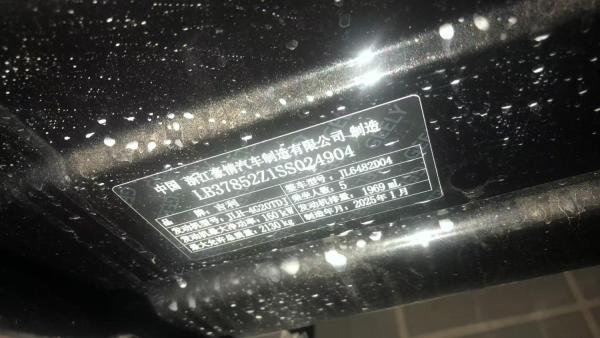 中国 浙江豪情汽车制造有限公司 制造
LB37852Z1SS024904
品牌：吉利 整车型号：JL6482D04
发动机型号：JLH-4G20TDJ 乘坐人数：5
发动机最大净功率：160 kW 发动机排量：1969 mL
最大允许总质量：2130 kg 制造年月：2025年1月
GEELY